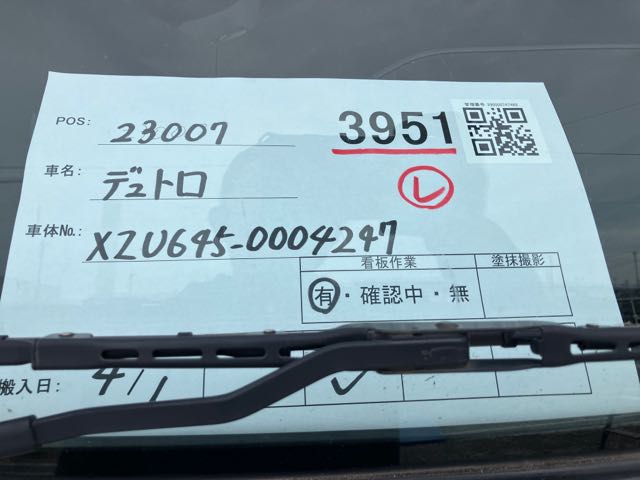 POS: 23007 3951
車名: デュトロ レ
車体No.: XZU645-0004247
看板作業 塗抹撮影
有・確認中・無
搬入日: 4/1 ✓